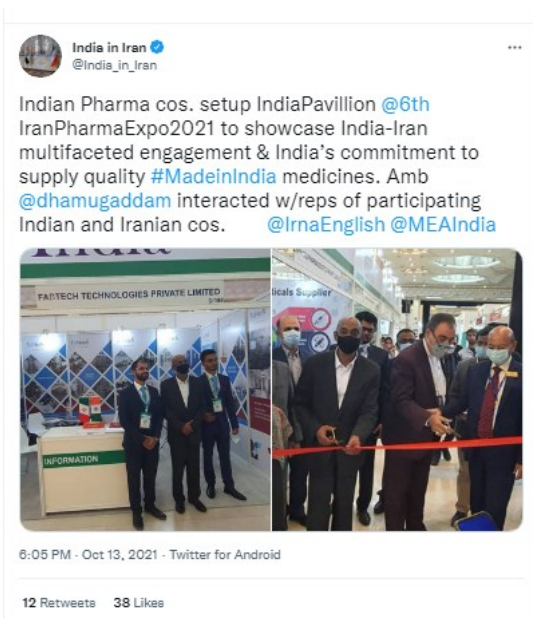 India in Iran
@India_in_Iran
Indian Pharma cos. setup IndiaPavillion @6th
IranPharmaExpo2021 to showcase India-Iran
multifaceted engagement & India's commitment to
supply quality #MadeinIndia medicines. Amb
@dhamugaddam interacted w/reps of participating
Indian and Iranian cos. @IrnaEnglish @MEAIndia
FABTECH TECHNOLOGIES PRIVATE LIMITED
INFORMATION
icals Supplier
6:05 PM · Oct 13, 2021 · Twitter for Android
12 Retweets 38 Likes